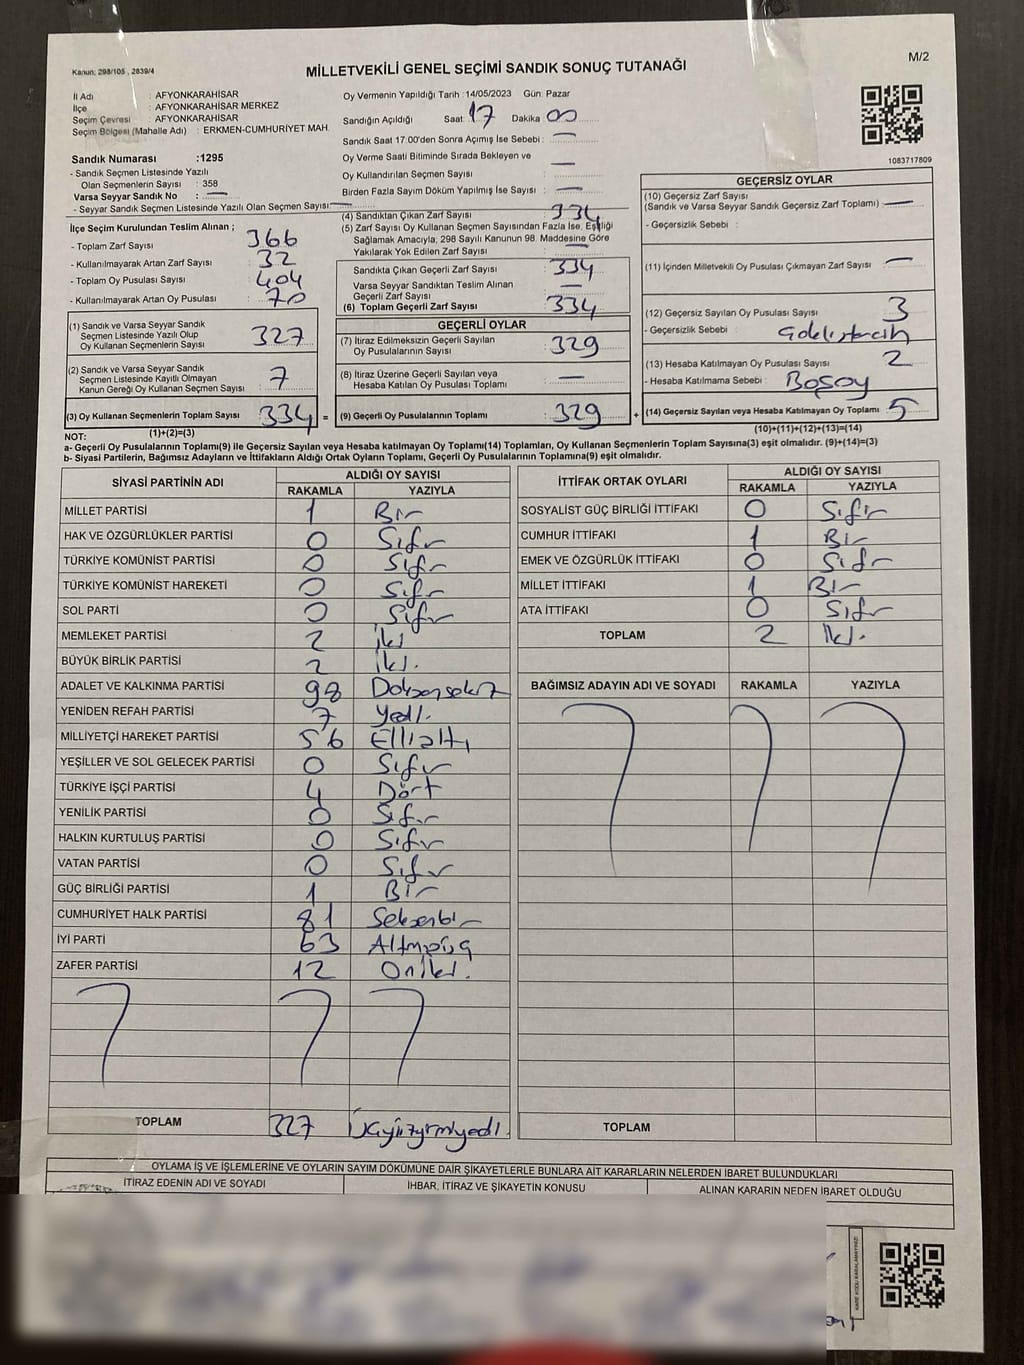 Kanun: 298/105 , 2839/4
M/2
MİLLETVEKİLİ GENEL SEÇİMİ SANDIK SONUÇ TUTANAĞI
İl Adı : AFYONKARAHİSAR
İlçe : AFYONKARAHİSAR MERKEZ
Seçim Çevresi : AFYONKARAHİSAR
Seçim Bölgesi (Mahalle Adı) : ERKMEN-CUMHURİYET MAH.
Sandık Numarası :1295
- Sandık Seçmen Listesinde Yazılı
Olan Seçmenlerin Sayısı : 358
Varsa Seyyar Sandık No : —
- Seyyar Sandık Seçmen Listesinde Yazılı Olan Seçmen Sayısı: —
Oy Vermenin Yapıldığı Tarih :14/05/2023 Gün: Pazar
Sandığın Açıldığı Saat: 17 Dakika 00
Sandık Saat 17:00'den Sonra Açımış İse Sebebi : —
Oy Verme Saati Bitiminde Sırada Bekleyen ve —
Oy Kullandırılan Seçmen Sayısı :
Birden Fazla Sayım Döküm Yapılmış İse Sayısı : —
1083717809
İlçe Seçim Kurulundan Teslim Alınan ;
- Toplam Zarf Sayısı : 366
- Kullanılmayarak Artan Zarf Sayısı : 32
- Toplam Oy Pusulası Sayısı : 404
- Kullanılmayarak Artan Oy Pusulası : 70
(1) Sandık ve Varsa Seyyar Sandık
Seçmen Listesinde Yazılı Olup
Oy Kullanan Seçmenlerin Sayısı : 327
(2) Sandık ve Varsa Seyyar Sandık
Seçmen Listesinde Kayıtlı Olmayan
Kanun Gereği Oy Kullanan Seçmen Sayısı : 7
(3) Oy Kullanan Seçmenlerin Toplam Sayısı 334 =
(1)+(2)=(3)
(4) Sandıktan Çıkan Zarf Sayısı : 334
(5) Zarf Sayısı Oy Kullanan Seçmen Sayısından Fazla İse, Eşitliği
Sağlamak Amacıyla, 298 Sayılı Kanunun 98. Maddesine Göre
Yakılarak Yok Edilen Zarf Sayısı : —
Sandıkta Çıkan Geçerli Zarf Sayısı : 334
Varsa Seyyar Sandıktan Teslim Alınan
Geçerli Zarf Sayısı : —
(6) Toplam Geçerli Zarf Sayısı : 334
GEÇERLİ OYLAR
(7) İtiraz Edilmeksizin Geçerli Sayılan
Oy Pusulalarının Sayısı : 329
(8) İtiraz Üzerine Geçerli Sayılan veya
Hesaba Katılan Oy Pusulası Toplamı : —
(9) Geçerli Oy Pusulalarının Toplamı : 329 +
GEÇERSİZ OYLAR
(10) Geçersiz Zarf Sayısı
(Sandık ve Varsa Seyyar Sandık Geçersiz Zarf Toplamı) : —
- Geçersizlik Sebebi :
(11) İçinden Milletvekili Oy Pusulası Çıkmayan Zarf Sayısı : —
(12) Geçersiz Sayılan Oy Pusulası Sayısı : 3
- Geçersizlik Sebebi :
(13) Hesaba Katılmayan Oy Pusulası Sayısı : 2
- Hesaba Katılmama Sebebi :
(14) Geçersiz Sayılan veya Hesaba Katılmayan Oy Toplamı : 5
(10)+(11)+(12)+(13)=(14)
NOT:
a- Geçerli Oy Pusulalarının Toplamı(9) ile Geçersiz Sayılan veya Hesaba katılmayan Oy Toplamı(14) Toplamları, Oy Kullanan Seçmenlerin Toplam Sayısına(3) eşit olmalıdır. (9)+(14)=(3)
b- Siyasi Partilerin, Bağımsız Adayların ve İttifakların Aldığı Ortak Oyların Toplamı, Geçerli Oy Pusulalarının Toplamına(9) eşit olmalıdır.
SİYASİ PARTİNİN ADI ALDIĞI OY SAYISI
RAKAMLA YAZIYLA
MİLLET PARTİSİ 1 Bir
HAK VE ÖZGÜRLÜKLER PARTİSİ 0 Sıfır
TÜRKİYE KOMÜNİST PARTİSİ 0 Sıfır
TÜRKİYE KOMÜNİST HAREKETİ 0 Sıfır
SOL PARTİ 0 Sıfır
MEMLEKET PARTİSİ 2 iki
BÜYÜK BİRLİK PARTİSİ 2 iki.
ADALET VE KALKINMA PARTİSİ 98 Doksansekiz
YENİDEN REFAH PARTİSİ 7 Yedi.
MİLLİYETÇİ HAREKET PARTİSİ 56 Ellialtı
YEŞİLLER VE SOL GELECEK PARTİSİ 0 Sıfır
TÜRKİYE İŞÇİ PARTİSİ 4 Dört
YENİLİK PARTİSİ 0 Sıfır
HALKIN KURTULUŞ PARTİSİ 0 Sıfır
VATAN PARTİSİ 0 Sıfır
GÜÇ BİRLİĞİ PARTİSİ 1 Bir
CUMHURİYET HALK PARTİSİ 81 Seksenbir
İYİ PARTİ 63 Altmışüç
ZAFER PARTİSİ 12 Oniki.
TOPLAM 327 Üçyüzyirmiyedi.
İTTİFAK ORTAK OYLARI ALDIĞI OY SAYISI
RAKAMLA YAZIYLA
SOSYALİST GÜÇ BİRLİĞİ İTTİFAKI 0 Sıfır
CUMHUR İTTİFAKI 1 Bir
EMEK VE ÖZGÜRLÜK İTTİFAKI 0 Sıfır
MİLLET İTTİFAKI 1 Bir
ATA İTTİFAKI 0 Sıfır
TOPLAM 2 İki.
BAĞIMSIZ ADAYIN ADI VE SOYADI RAKAMLA YAZIYLA
TOPLAM
OYLAMA İŞ VE İŞLEMLERİNE VE OYLARIN SAYIM DÖKÜMÜNE DAİR ŞİKAYETLERLE BUNLARA AİT KARARLARIN NELERDEN İBARET BULUNDUKLARI
İTİRAZ EDENİN ADI VE SOYADI İHBAR, İTİRAZ VE ŞİKAYETİN KONUSU ALINAN KARARIN NEDEN İBARET OLDUĞU